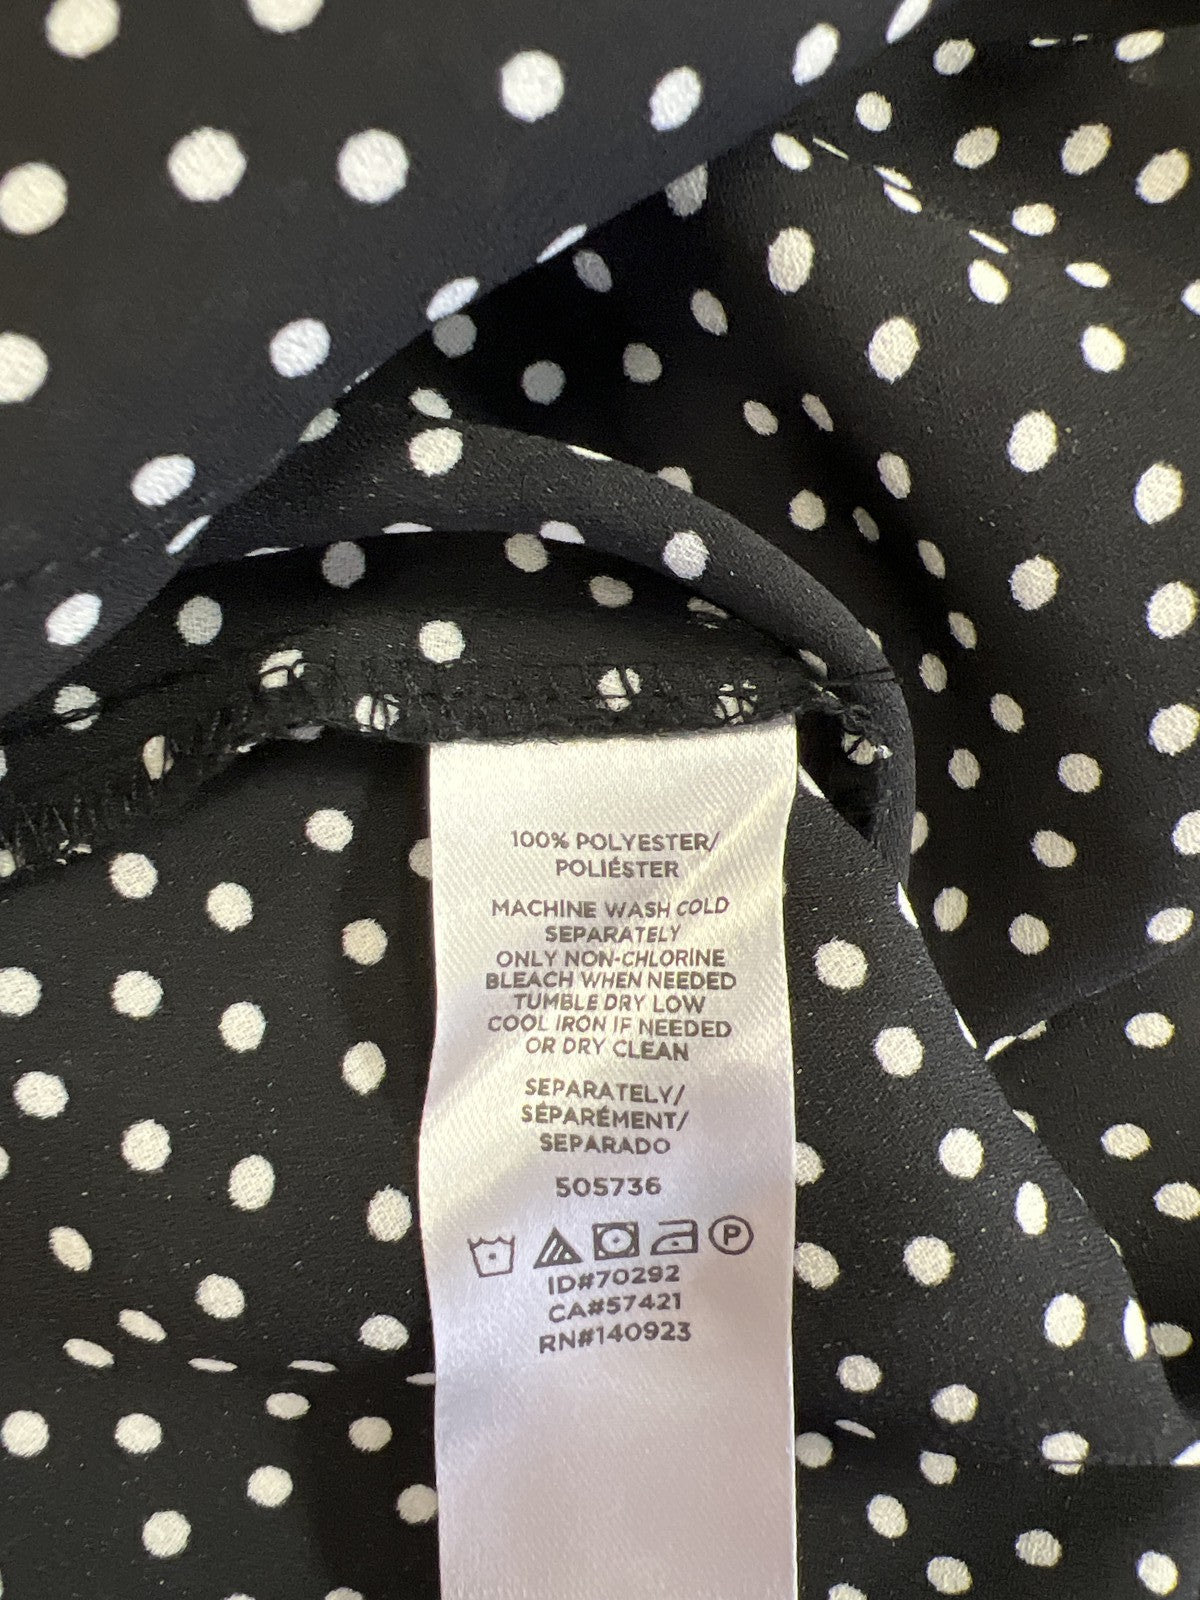 100% POLYESTER/
POLIÉSTER
MACHINE WASH COLD
SEPARATELY
ONLY NON-CHLORINE
BLEACH WHEN NEEDED
TUMBLE DRY LOW
COOL IRON IF NEEDED
OR DRY CLEAN
SEPARATELY/
SÉPARÉMENT/
SEPARADO
505736
P
ID#70292
CA#57421
RN#140923